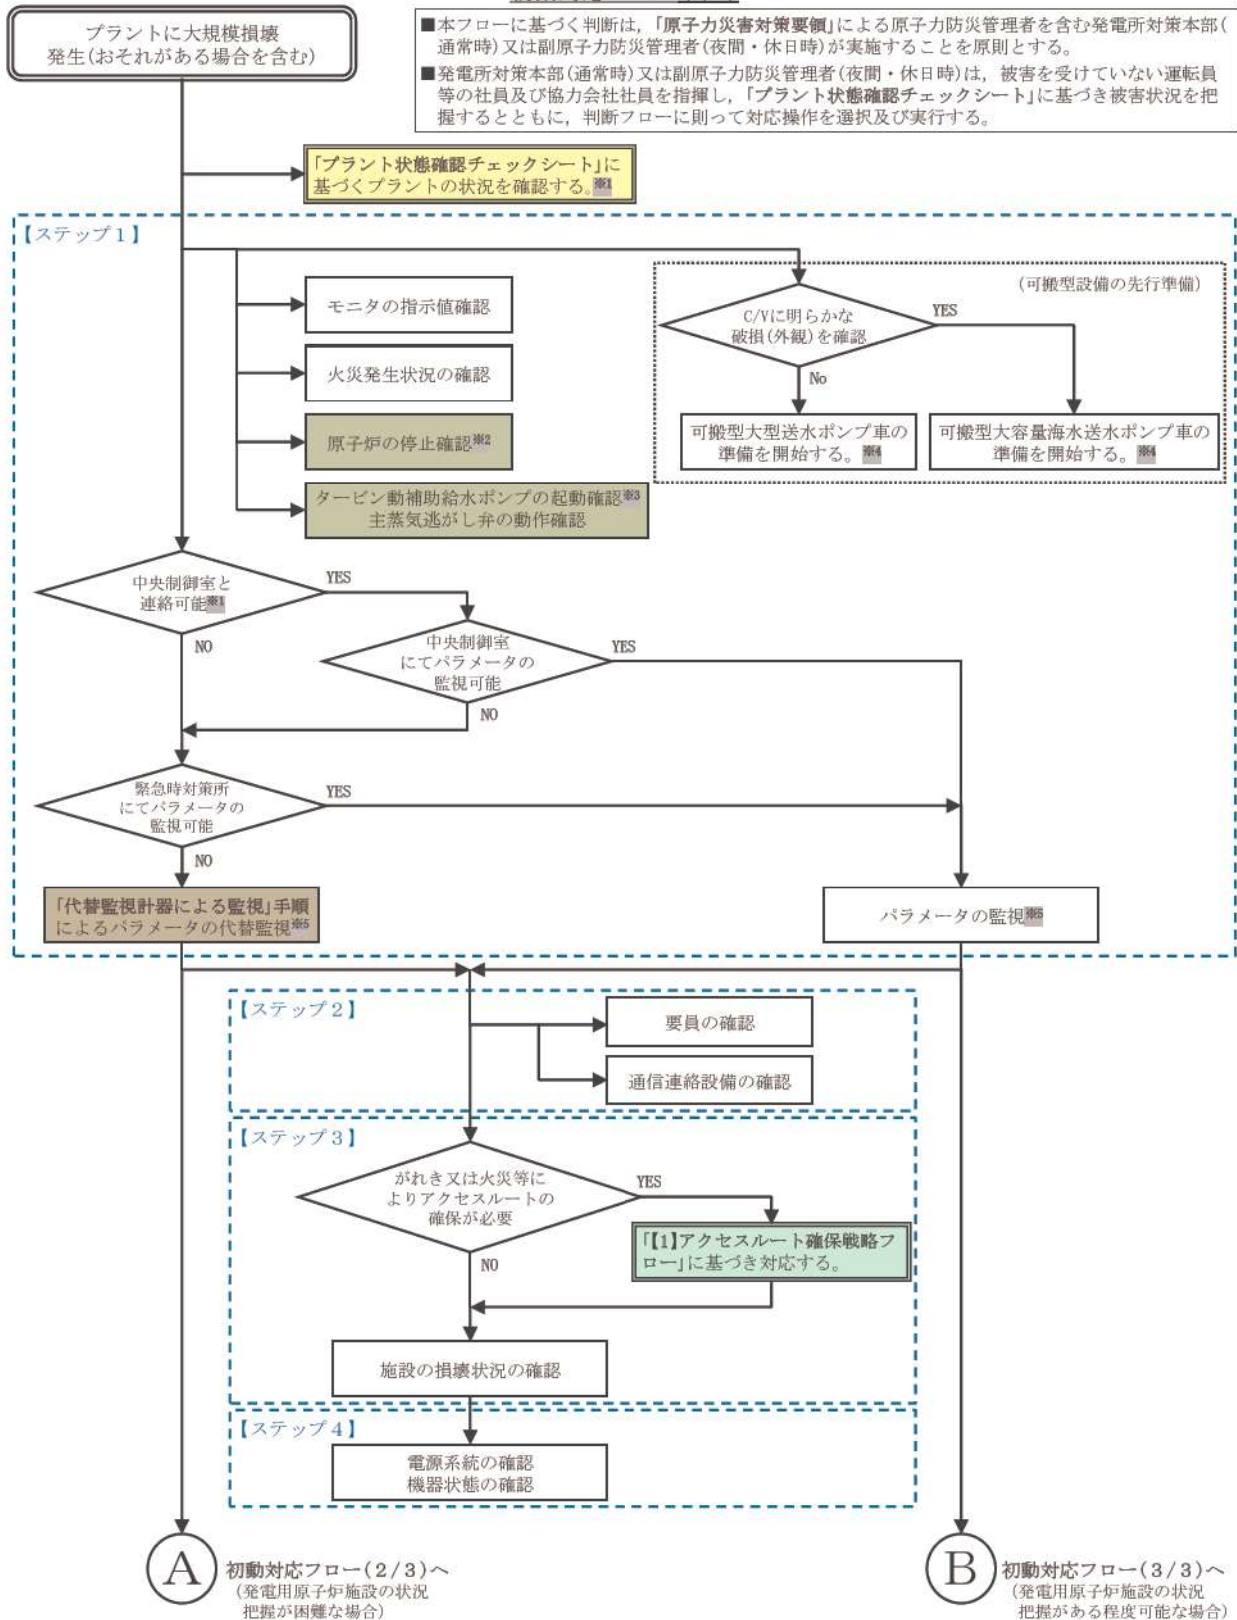 プラントに大規模損壊
発生(おそれがある場合を含む)
■本フローに基づく判断は，「原子力災害対策要領」による原子力防災管理者を含む発電所対策本部(
通常時)又は副原子力防災管理者(夜間・休日時)が実施することを原則とする。
■発電所対策本部(通常時)又は副原子力防災管理者(夜間・休日時)は，被害を受けていない運転員
等の社員及び協力会社社員を指揮し，「プラント状態確認チェックシート」に基づき被害状況を把
握するとともに，判断フローに則って対応操作を選択及び実行する。
「プラント状態確認チェックシート」に
基づくプラントの状況を確認する。※1
【ステップ１】
モニタの指示値確認
火災発生状況の確認
原子炉の停止確認※2
タービン動補助給水ポンプの起動確認※3
主蒸気逃がし弁の動作確認
(可搬型設備の先行準備)
C/Vに明らかな
破損(外観)を確認
YES
No
可搬型大型送水ポンプ車の
準備を開始する。※4
可搬型大容量海水送水ポンプ車の
準備を開始する。※4
中央制御室と
連絡可能※1
YES
NO
中央制御室
にてパラメータの
監視可能
YES
NO
緊急時対策所
にてパラメータの
監視可能
YES
NO
「代替監視計器による監視」手順
によるパラメータの代替監視※5
パラメータの監視※6
【ステップ２】
要員の確認
通信連絡設備の確認
【ステップ３】
がれき又は火災等に
よりアクセスルートの
確保が必要
YES
NO
「【1】アクセスルート確保戦略フ
ロー」に基づき対応する。
施設の損壊状況の確認
【ステップ４】
電源系統の確認
機器状態の確認
A
初動対応フロー(2/3)へ
(発電用原子炉施設の状況
把握が困難な場合)
B
初動対応フロー(3/3)へ
(発電用原子炉施設の状況
把握がある程度可能な場合)